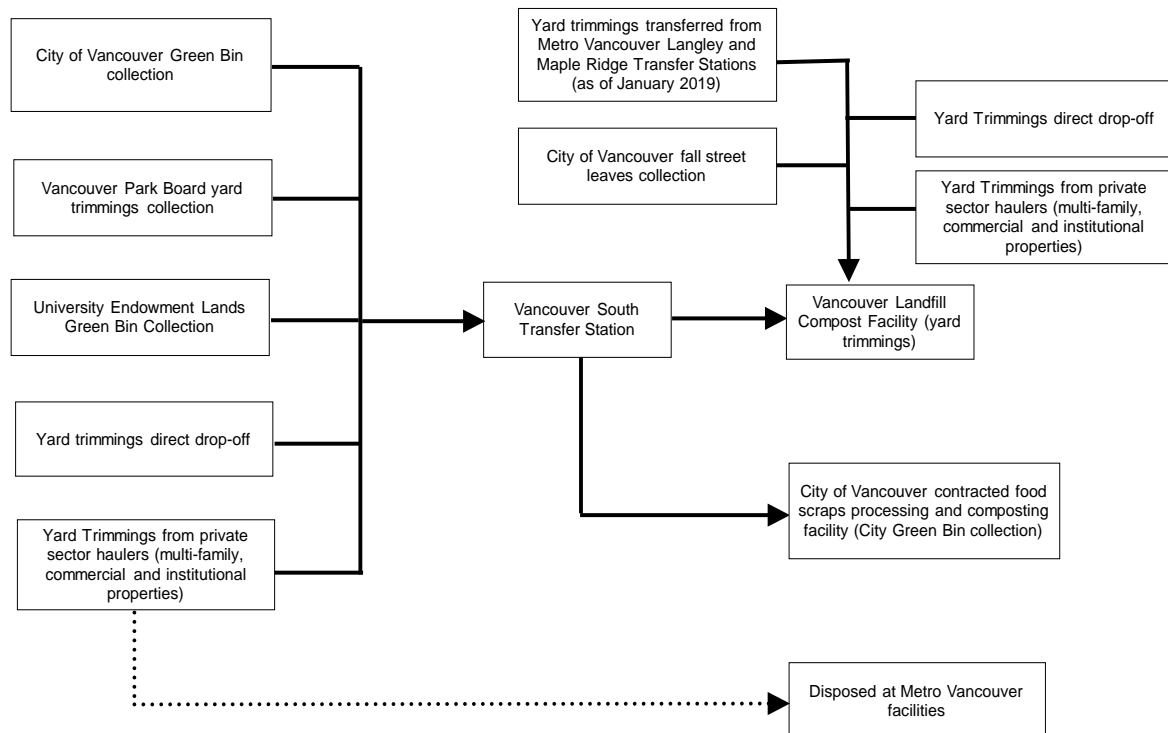 City of Vancouver Green Bin
collection
Vancouver Park Board yard
trimmings collection
University Endowment Lands
Green Bin Collection
Yard trimmings direct drop-off
Yard Trimmings from private
sector haulers (multi-family,
commercial and institutional
properties)
Vancouver South
Transfer Station
Yard trimmings transferred from
Metro Vancouver Langley and
Maple Ridge Transfer Stations
(as of January 2019)
City of Vancouver fall street
leaves collection
Yard Trimmings direct drop-off
Yard Trimmings from private
sector haulers (multi-family,
commercial and institutional
properties)
Vancouver Landfill
Compost Facility (yard
trimmings)
City of Vancouver contracted food
scraps processing and composting
facility (City Green Bin collection)
Disposed at Metro Vancouver
facilities